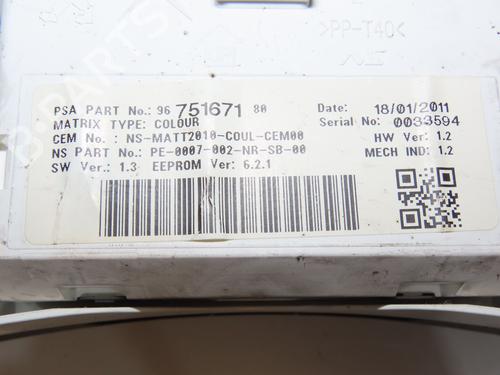 >PP-T40<
PSA PART No.: 96 751671 80 Date: 18/01/2011
MATRIX TYPE: COLOUR Serial No: 0033594
CEM No.: NS-MATT2010-COUL-CEM00 HW Ver: 1.2
NS PART No: PE-0007-002-NR-SB-00 MECH IND: 1.2
SW Ver.: 1.3 EEPROM Ver: 6.2.1